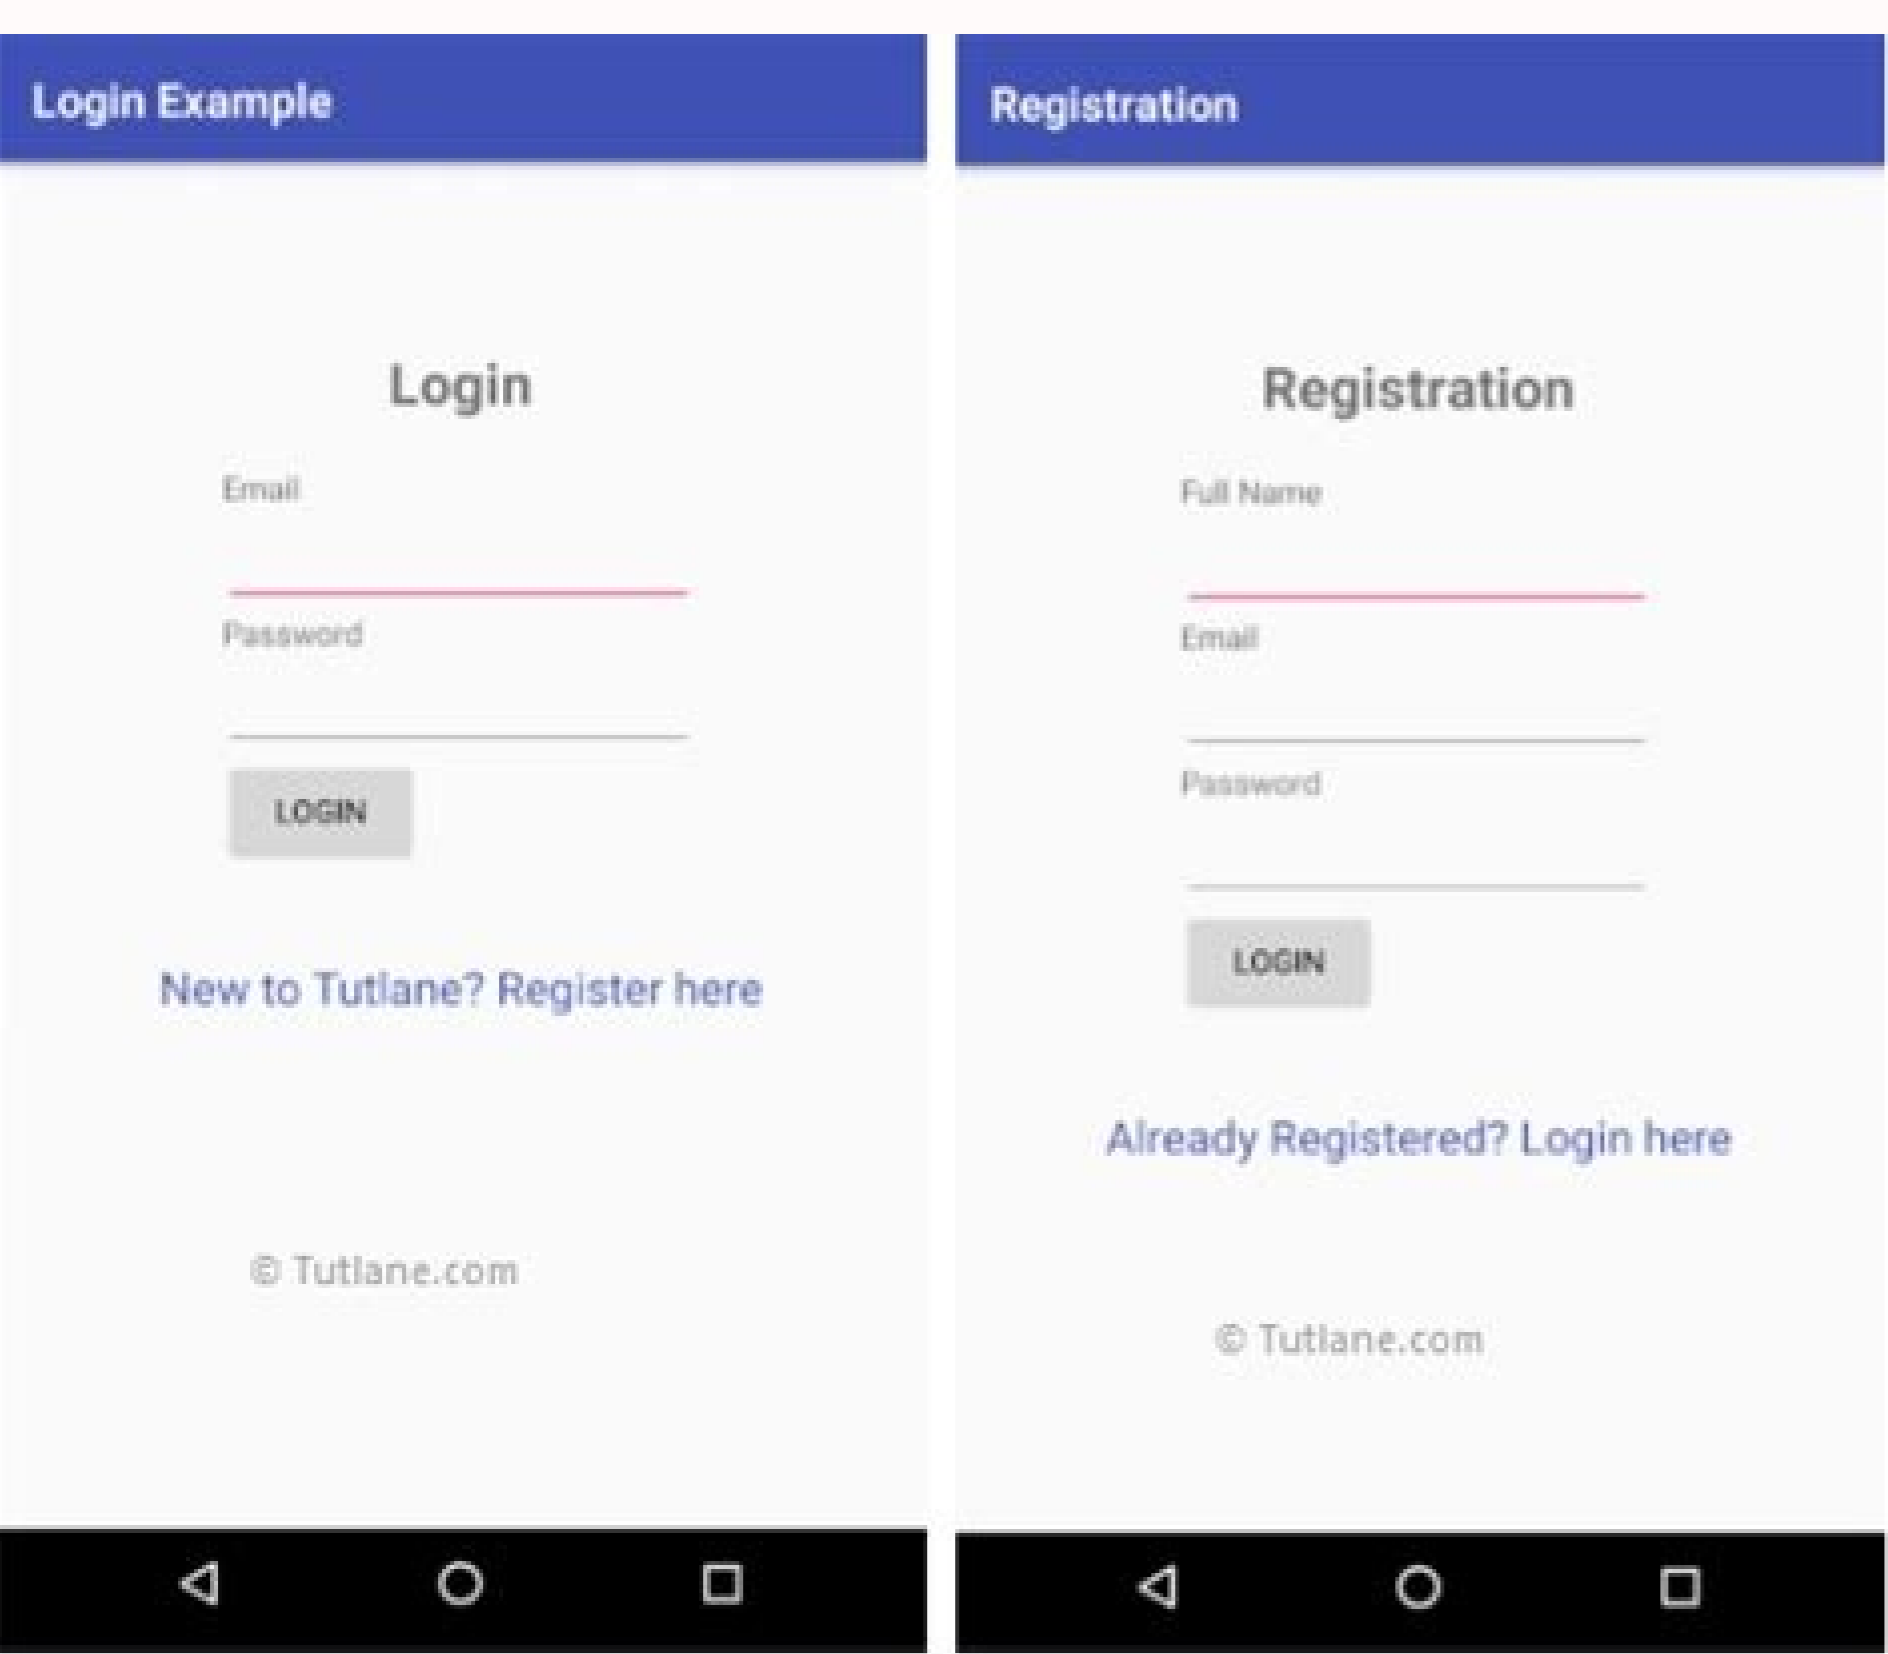 Login Example
Login
Email
Password
LOGIN
New to Tutlane? Register here
© Tutlane.com
Registration
Registration
Full Name
Email
Password
LOGIN
Already Registered? Login here
© Tutlane.com